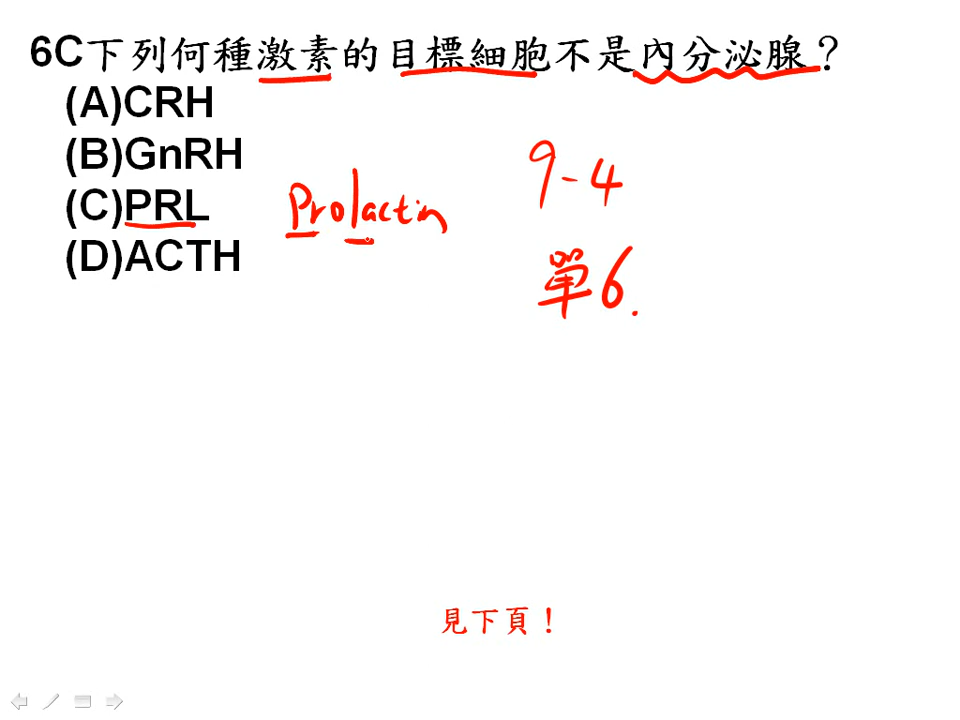 6C下列何種激素的目標細胞不是內分泌腺？
(A)CRH
(B)GnRH
(C)PRL
Prolactin
(D)ACTH
9-4
單6.
見下頁！